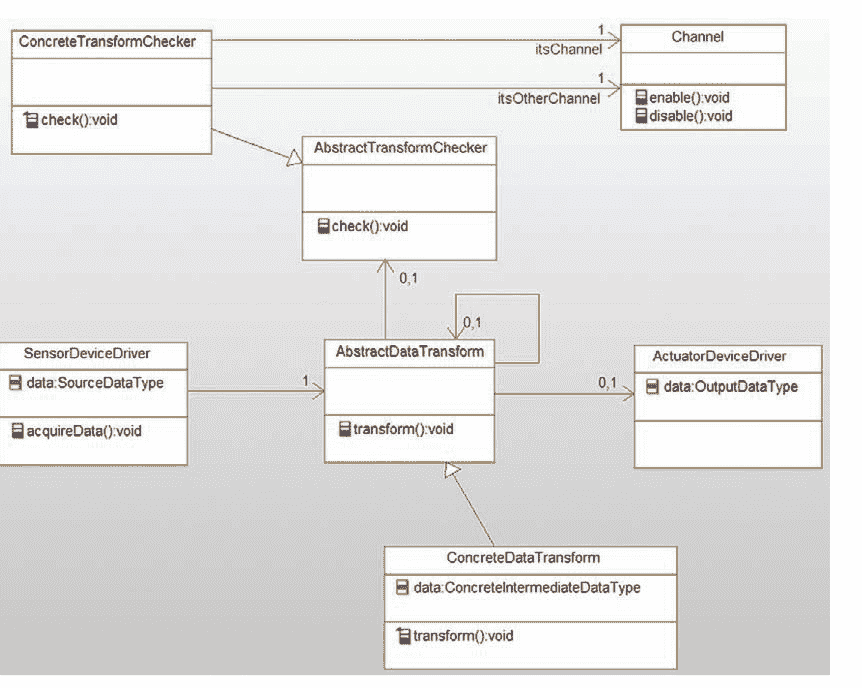 ConcreteTransformChecker
check():void
1
itsChannel
1
itsOtherChannel
Channel
enable():void
disable():void
AbstractTransformChecker
check():void
0,1
0,1
SensorDeviceDriver
data:SourceDataType
acquireData():void
1
AbstractDataTransform
transform():void
0,1
ActuatorDeviceDriver
data:OutputDataType
ConcreteDataTransform
data:ConcreteIntermediateDataType
transform():void